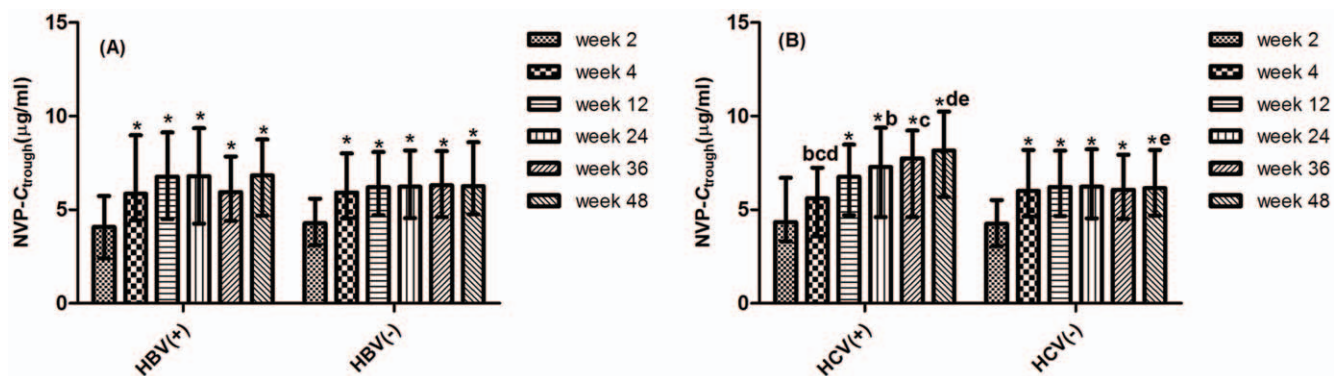 (A)
NVP-Ctrough(μg/ml)
15
10
5
0
* * * * *
* * * * *
HBV(+)
HBV(-)
week 2
week 4
week 12
week 24
week 36
week 48
(B)
NVP-Ctrough(μg/ml)
15
10
5
0
bcd * *b *c *de
* * * * *e
HCV(+)
HCV(-)
week 2
week 4
week 12
week 24
week 36
week 48